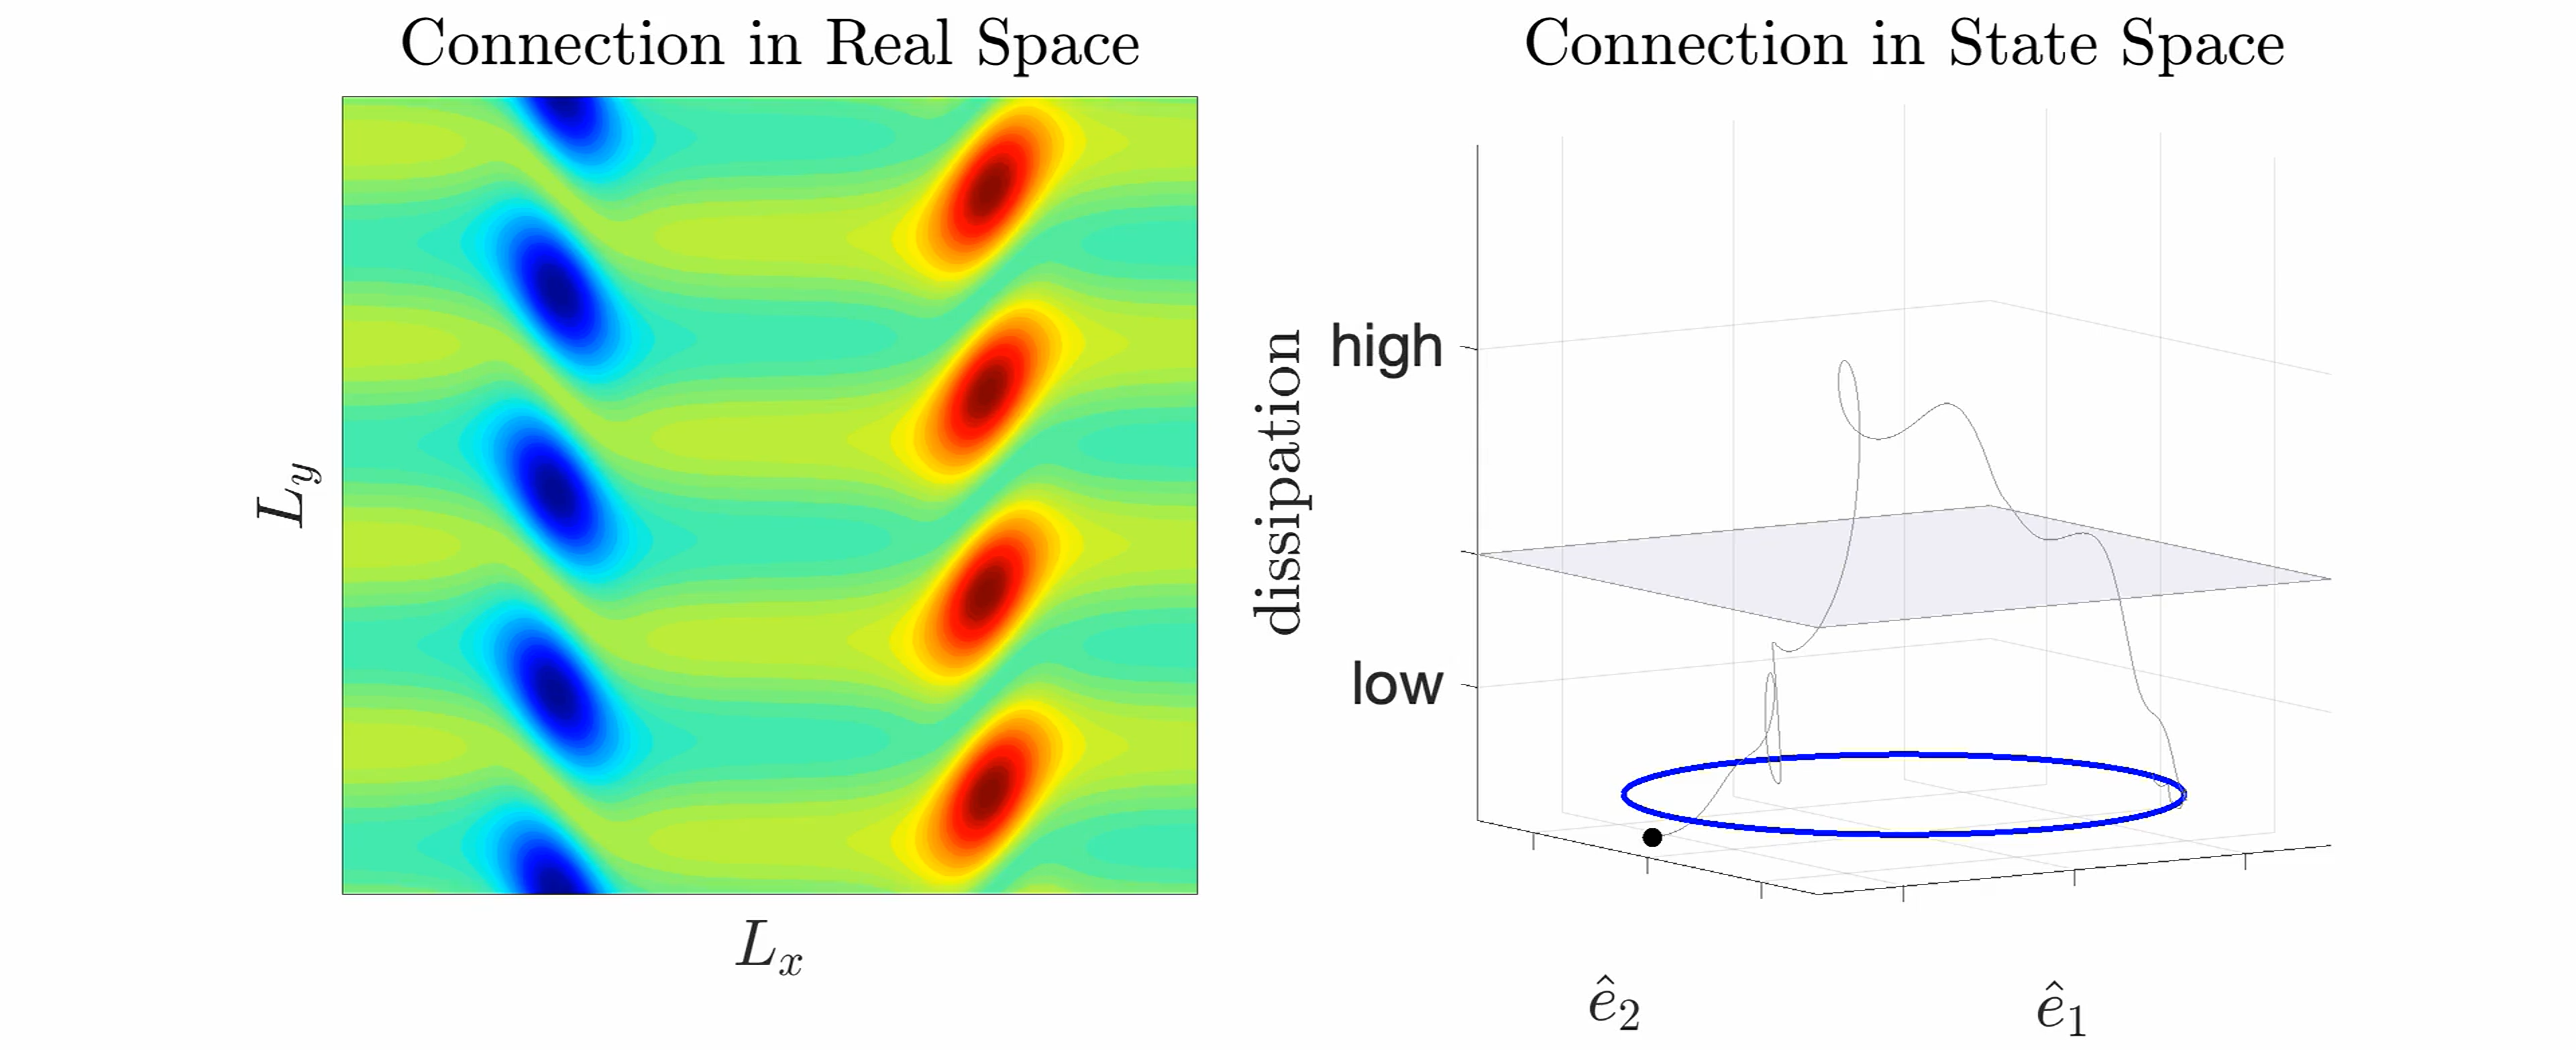 Connection in Real Space
L_y
L_x
Connection in State Space
dissipation
high
low
ê_2
ê_1